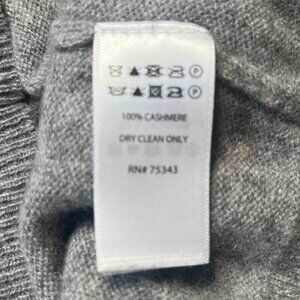 100% CASHMERE
DRY CLEAN ONLY
RN# 75343